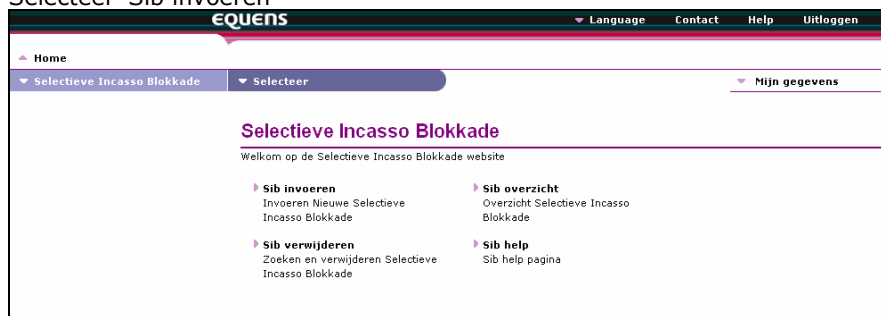 Selecteer 'Sib invoeren'
EQUENS
Language Contact Help Uitloggen
Home
Selectieve Incasso Blokkade Selecteer Mijn gegevens
Selectieve Incasso Blokkade
Welkom op de Selectieve Incasso Blokkade website
Sib invoeren
Invoeren Nieuwe Selectieve
Incasso Blokkade
Sib overzicht
Overzicht Selectieve Incasso
Blokkade
Sib verwijderen
Zoeken en verwijderen Selectieve
Incasso Blokkade
Sib help
Sib help pagina